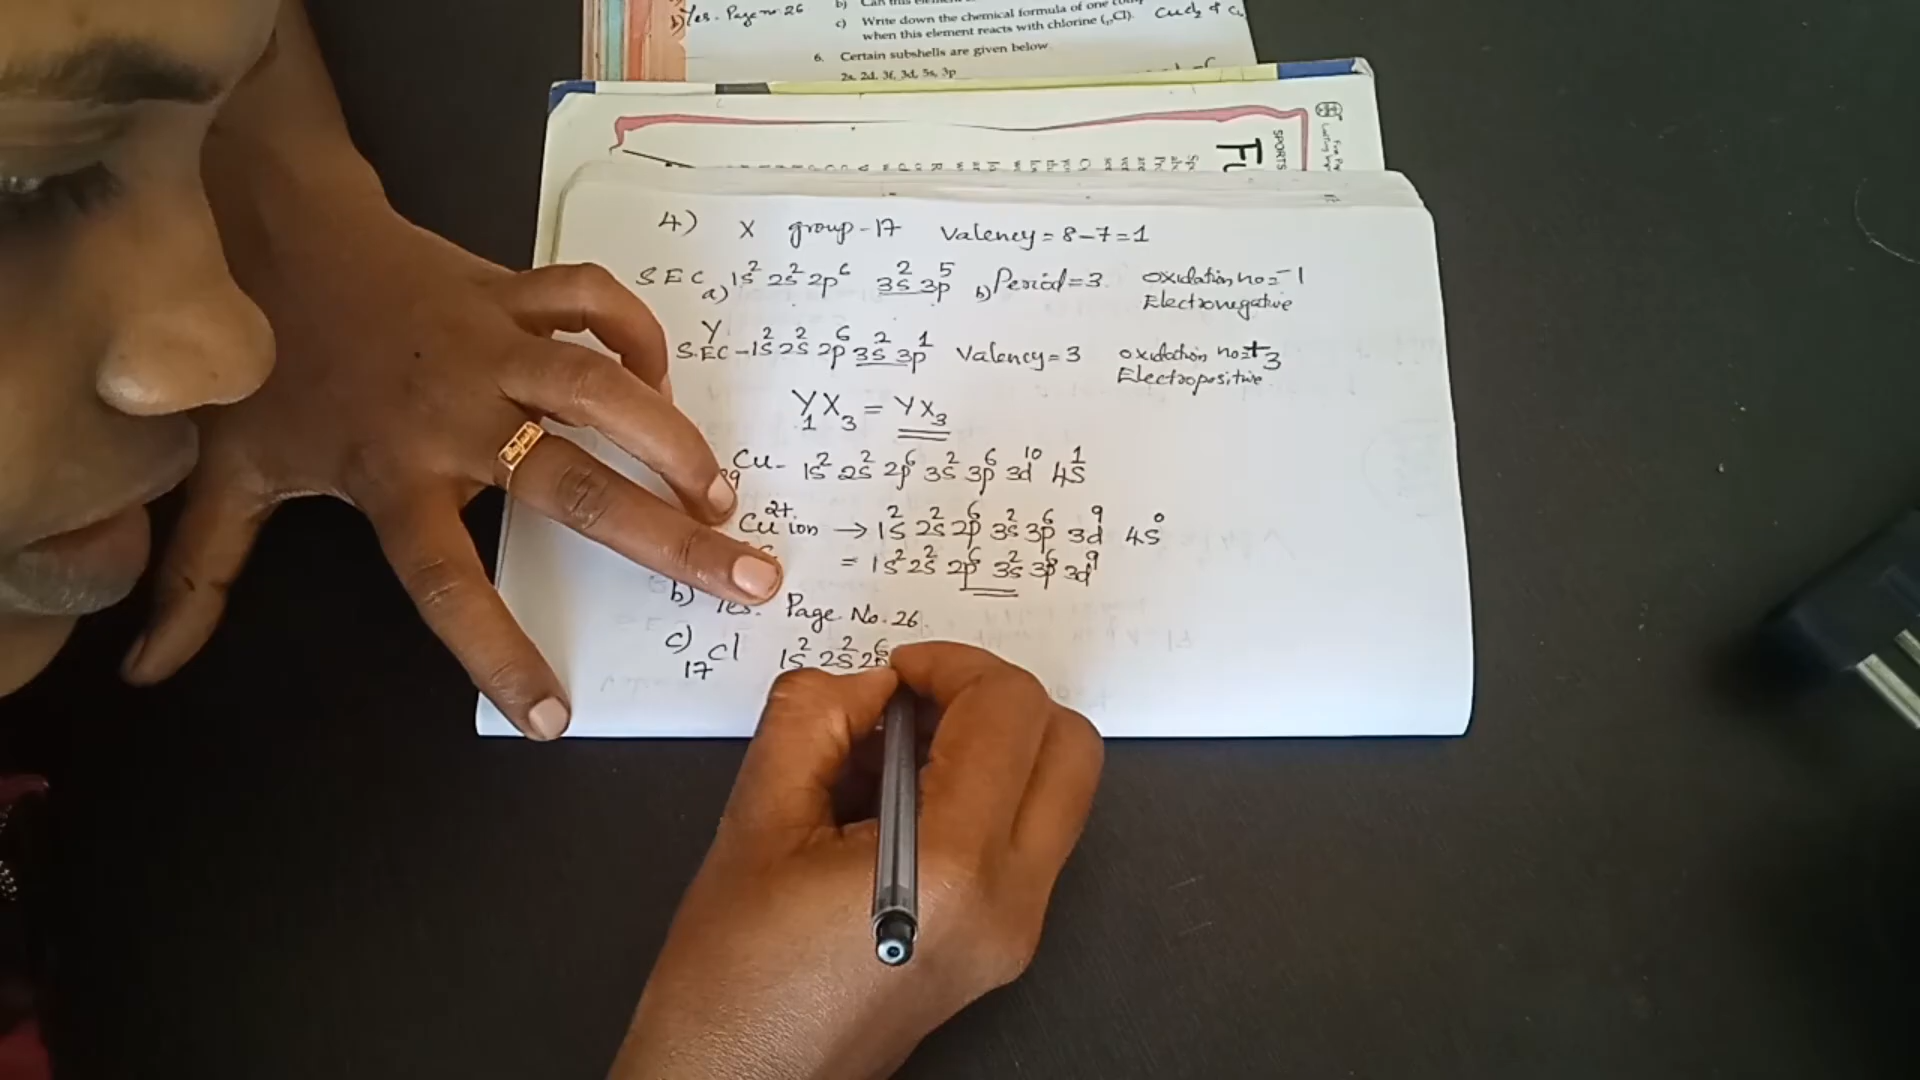 b) Yes. Page no. 26
b)
c) Write down the chemical formula of one
when this element reacts with chlorine (₁₇Cl). CuCl₂
6. Certain subshells are given below.
2s, 2d, 3f, 3d, 5s, 3p
SPORTS
4) X group-17 Valency = 8-7=1
SEC a) 1s² 2s² 2p⁶ 3s² 3p⁵ b) Period=3 oxidation no=-1
Electronegative
Y
S.EC - 1s² 2s² 2p⁶ 3s² 3p¹ Valency=3 oxidation no=+3
Electropositive
Y₁X₃ = YX₃
Cu- 1s² 2s² 2p⁶ 3s² 3p⁶ 3d¹⁰ 4s¹
Cu²⁺ ion → 1s² 2s² 2p⁶ 3s² 3p⁶ 3d⁹ 4s⁰
= 1s² 2s² 2p⁶ 3s² 3p⁶ 3d⁹
b) Yes. Page No. 26.
c) ₁₇Cl 1s² 2s² 2p⁶